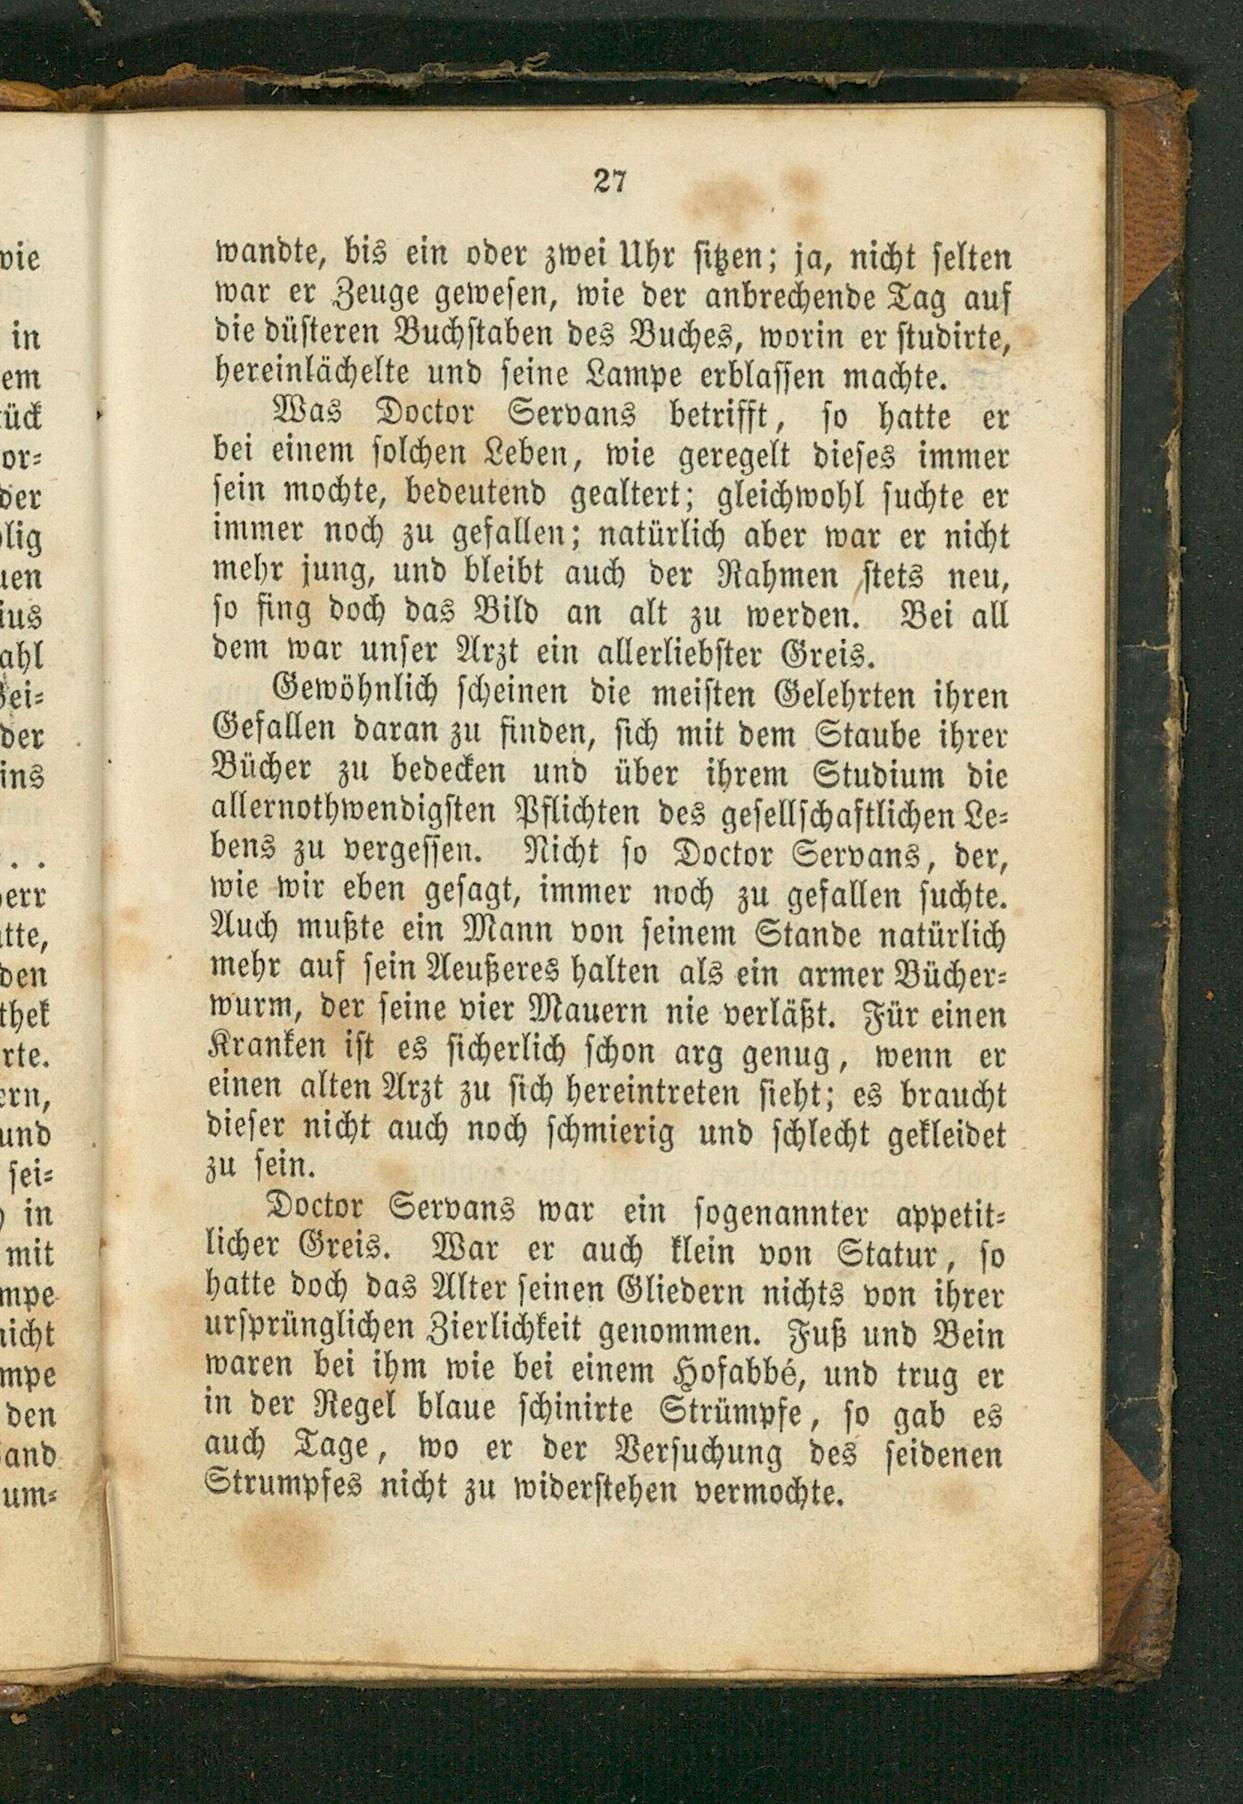 27
wandte, bis ein oder zwei Uhr sitzen; ja, nicht selten
war er Zeuge gewesen, wie der anbrechende Tag auf
die düsteren Buchstaben des Buches, worin er studirte,
hereinlächelte und seine Lampe erblassen machte.
Was Doctor Servans betrifft, so hatte er
bei einem solchen Leben, wie geregelt dieses immer
sein mochte, bedeutend gealtert; gleichwohl suchte er
immer noch zu gefallen; natürlich aber war er nicht
mehr jung, und bleibt auch der Rahmen stets neu,
so fing doch das Bild an alt zu werden. Bei all
dem war unser Arzt ein allerliebster Greis.
Gewöhnlich scheinen die meisten Gelehrten ihren
Gefallen daran zu finden, sich mit dem Staube ihrer
Bücher zu bedecken und über ihrem Studium die
allernothwendigsten Pflichten des gesellschaftlichen Le-
bens zu vergessen. Nicht so Doctor Servans, der,
wie wir eben gesagt, immer noch zu gefallen suchte.
Auch mußte ein Mann von seinem Stande natürlich
mehr auf sein Aeußeres halten als ein armer Bücher-
wurm, der seine vier Mauern nie verläßt. Für einen
Kranken ist es sicherlich schon arg genug, wenn er
einen alten Arzt zu sich hereintreten sieht; es braucht
dieser nicht auch noch schmierig und schlecht gekleidet
zu sein.
Doctor Servans war ein sogenannter appetit-
licher Greis. War er auch klein von Statur, so
hatte doch das Alter seinen Gliedern nichts von ihrer
ursprünglichen Zierlichkeit genommen. Fuß und Bein
waren bei ihm wie bei einem Hofabbé, und trug er
in der Regel blaue schinirte Strümpfe, so gab es
auch Tage, wo er der Versuchung des seidenen
Strumpfes nicht zu widerstehen vermochte.